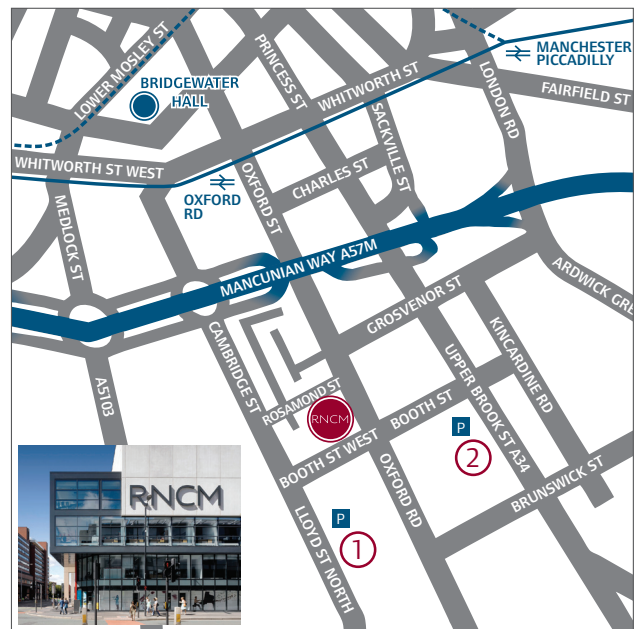 LOWER MOSLEY ST
PRINCESS ST
MANCHESTER
PICCADILLY
BRIDGEWATER
HALL
WHITWORTH ST
LONDON RD
FAIRFIELD ST
SACKVILLE ST
WHITWORTH ST WEST
OXFORD ST
CHARLES ST
OXFORD
RD
MEDLOCK ST
MANCUNIAN WAY A57M
ARDWICK GRE
GROSVENOR ST
KINCARDINE RD
CAMBRIDGE ST
UPPER BROOK ST A34
A5103
ROSAMOND ST
RNCM
BOOTH ST
BOOTH ST WEST
P
2
OXFORD RD
BRUNSWICK ST
RNCM
LLOYD ST NORTH
P
1